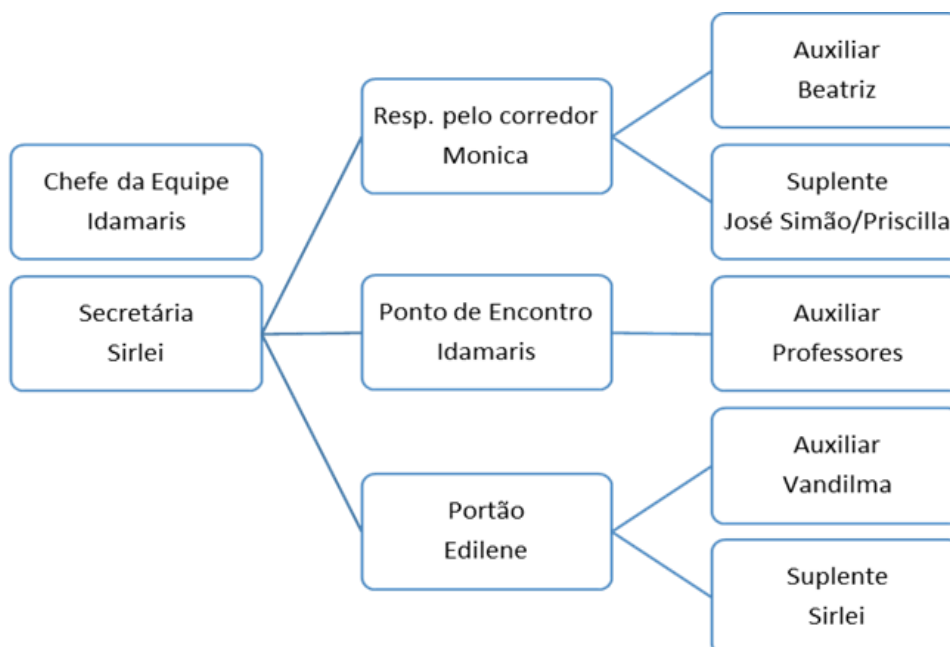 Chefe da Equipe
Idamaris
Secretária
Sirlei
Resp. pelo corredor
Monica
Auxiliar
Beatriz
Suplente
José Simão/Priscilla
Ponto de Encontro
Idamaris
Auxiliar
Professores
Portão
Edilene
Auxiliar
Vandilma
Suplente
Sirlei